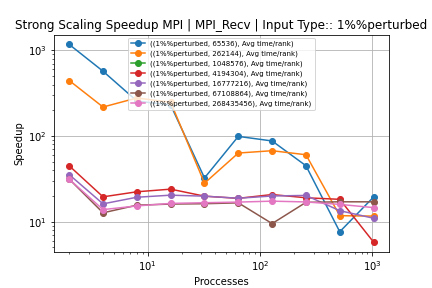 Strong Scaling Speedup MPI | MPI_Recv | Input Type:: 1%%perturbed
((1%%perturbed, 65536), Avg time/rank)
((1%%perturbed, 262144), Avg time/rank)
((1%%perturbed, 1048576), Avg time/rank)
((1%%perturbed, 4194304), Avg time/rank)
((1%%perturbed, 16777216), Avg time/rank)
((1%%perturbed, 67108864), Avg time/rank)
((1%%perturbed, 268435456), Avg time/rank)
Speedup
10³
10²
10¹
10¹
10²
10³
Proccesses